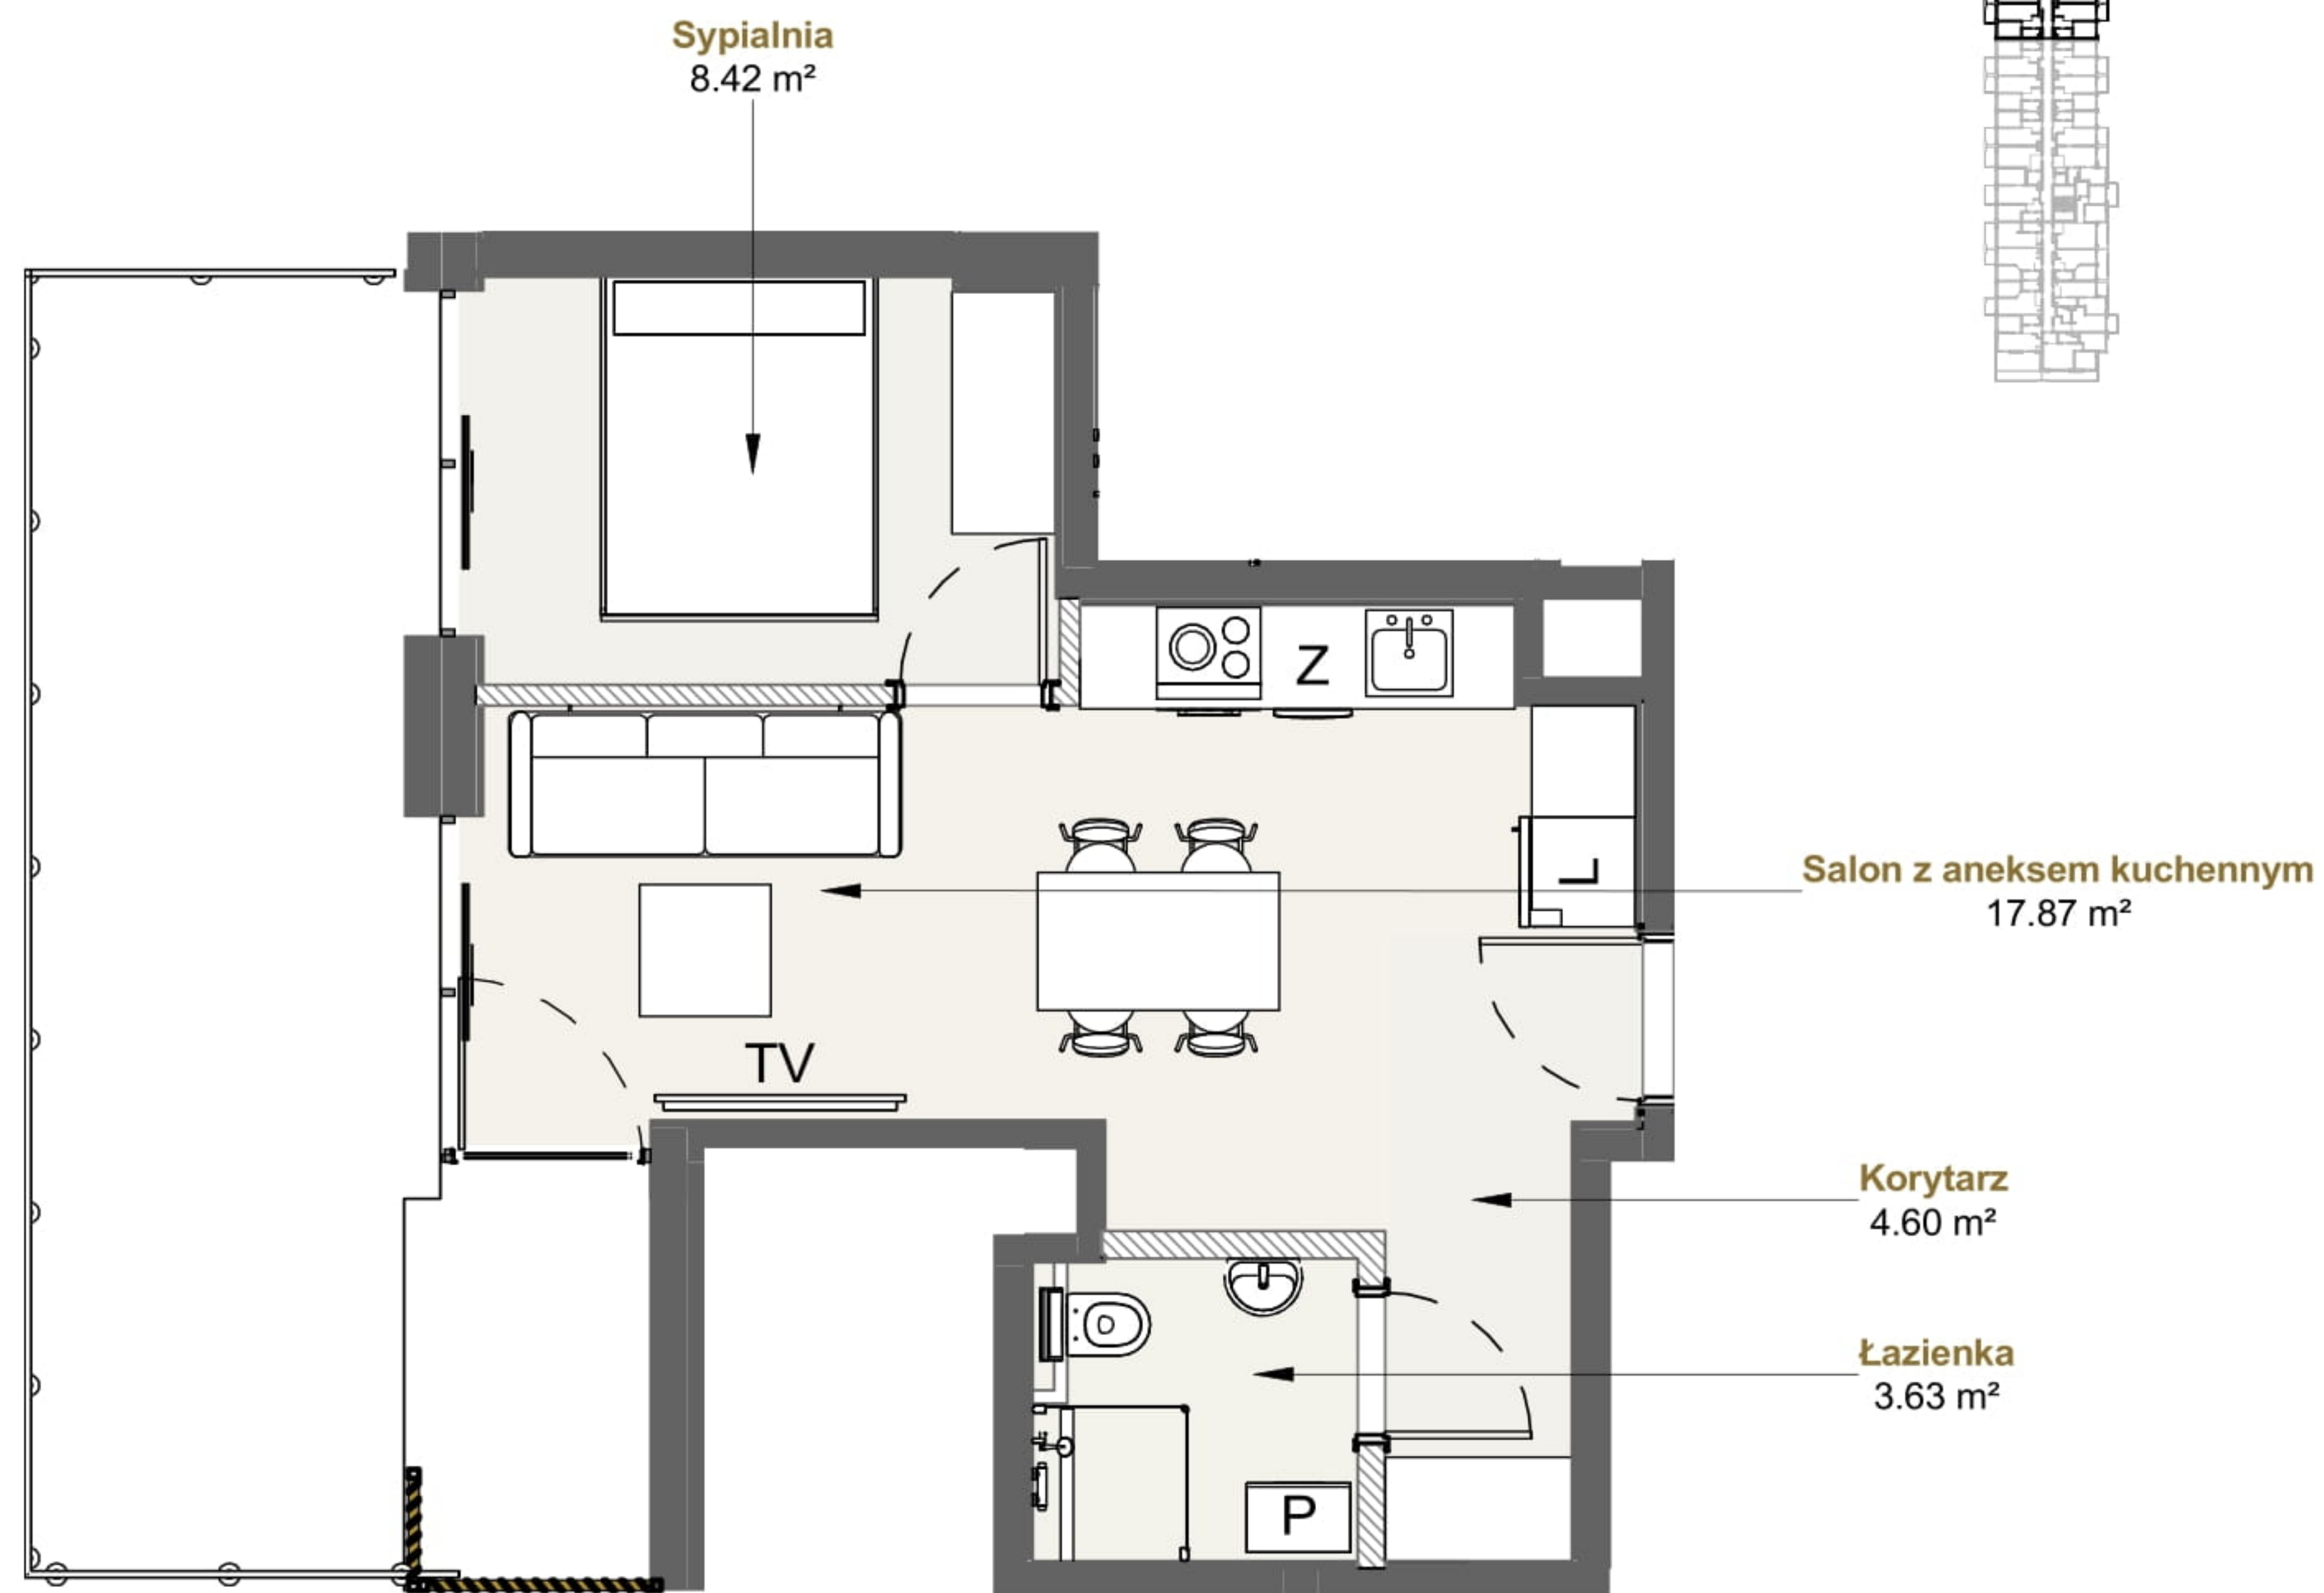 Sypialnia
8.42 m²
Z
L
Salon z aneksem kuchennym
17.87 m²
TV
Korytarz
4.60 m²
Łazienka
3.63 m²
P